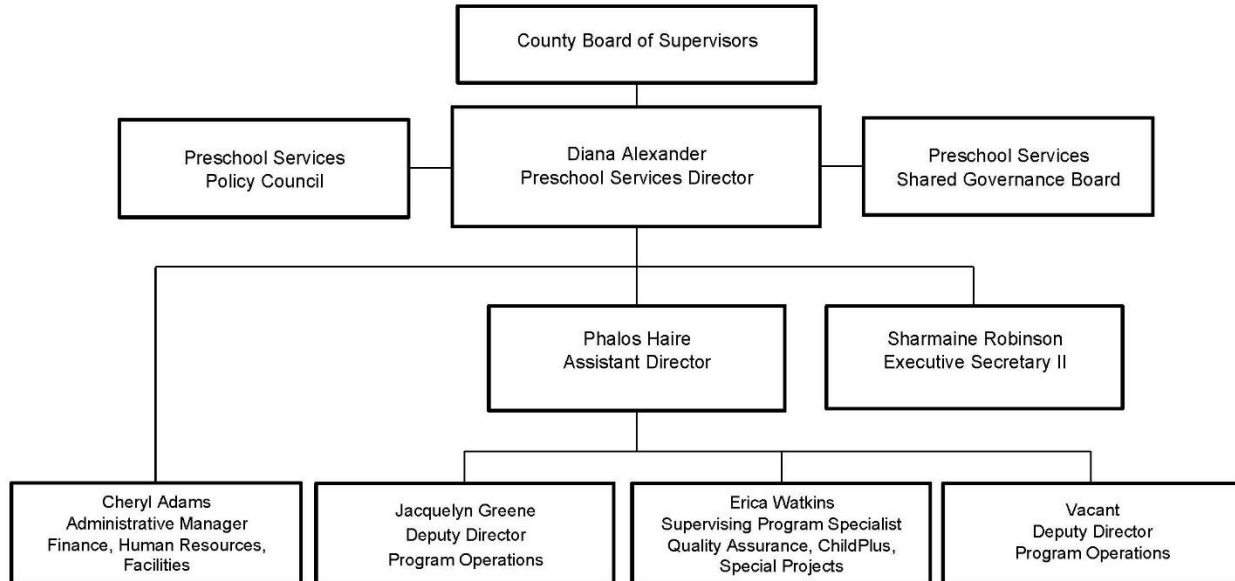 County Board of Supervisors
Preschool Services
Policy Council
Diana Alexander
Preschool Services Director
Preschool Services
Shared Governance Board
Phalos Haire
Assistant Director
Sharmaine Robinson
Executive Secretary II
Cheryl Adams
Administrative Manager
Finance, Human Resources,
Facilities
Jacquelyn Greene
Deputy Director
Program Operations
Erica Watkins
Supervising Program Specialist
Quality Assurance, ChildPlus,
Special Projects
Vacant
Deputy Director
Program Operations